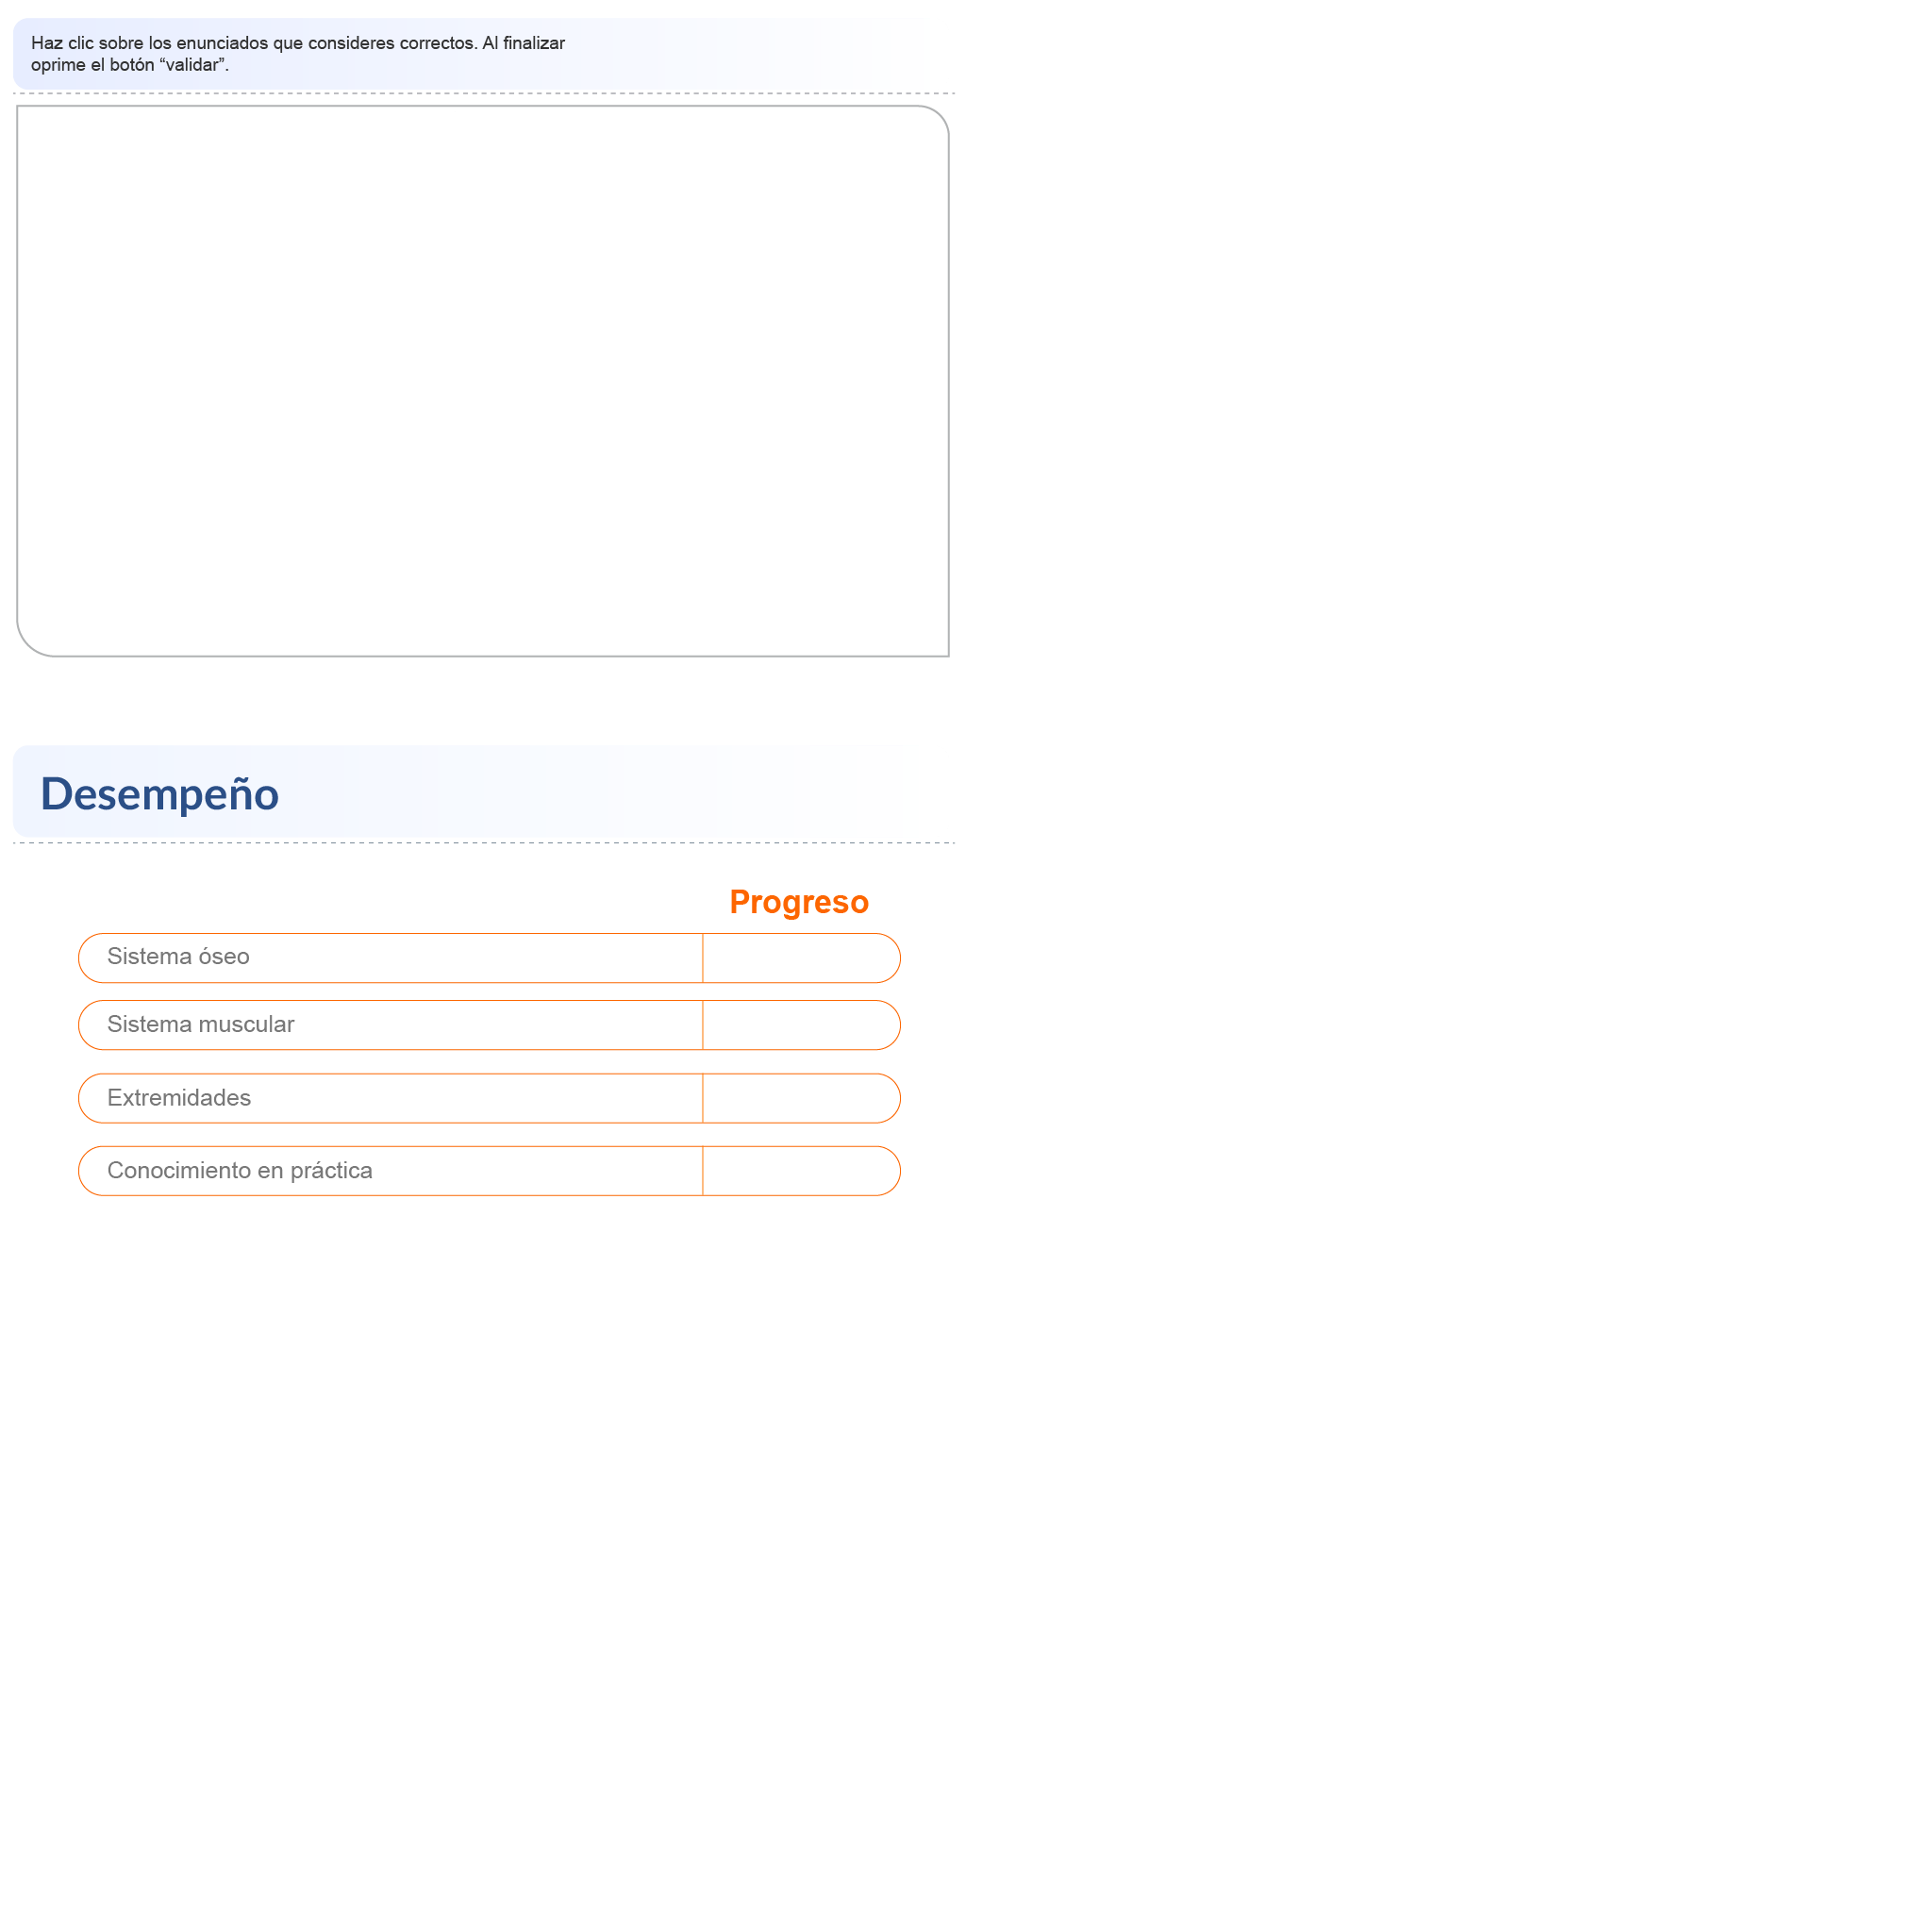 Haz clic sobre los enunciados que consideres correctos. Al finalizar
oprime el botón “validar”.
Desempeño
Progreso
Sistema óseo
Sistema muscular
Extremidades
Conocimiento en práctica